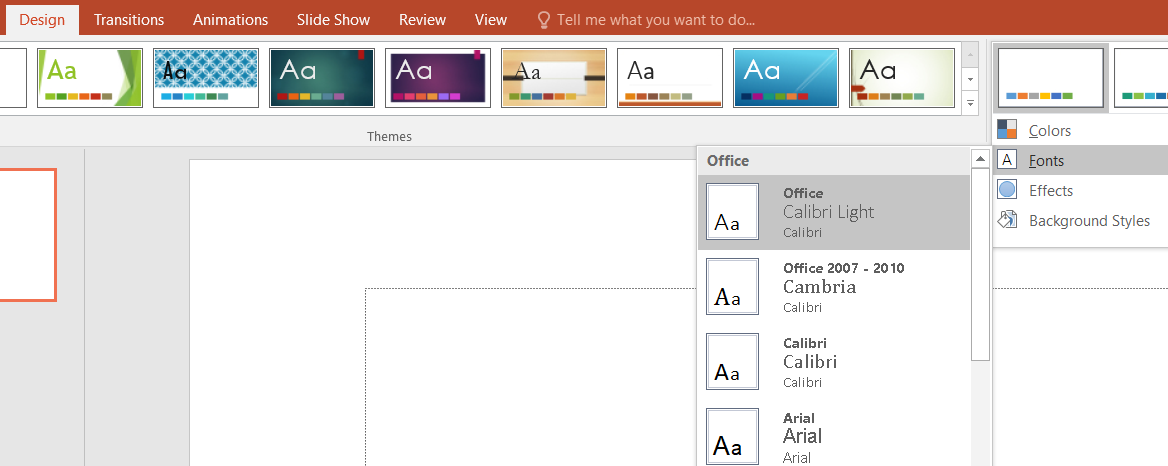 Design Transitions Animations Slide Show Review View Tell me what you want to do...
Aa Aa Aa Aa Aa Aa Aa Aa
Themes
Colors
Fonts
Effects
Background Styles
Office
Aa
Office
Calibri Light
Calibri
Aa
Office 2007 - 2010
Cambria
Calibri
Aa
Calibri
Calibri
Calibri
Aa
Arial
Arial
Arial